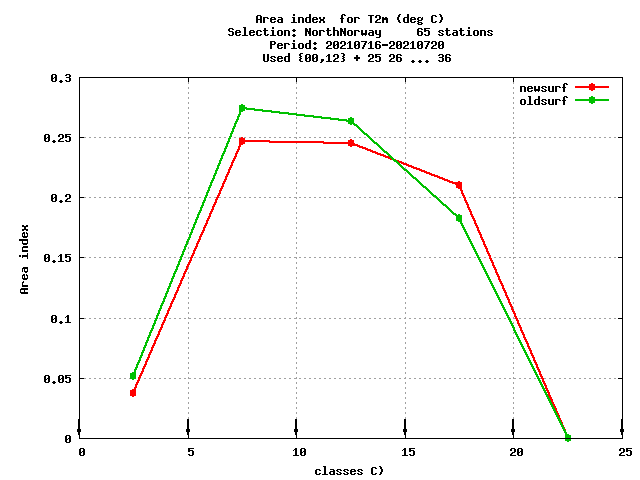 Area index  for T2m (deg C)
Selection: NorthNorway     65 stations
Period: 20210716-20210720
Used {00,12} + 25 26 ... 36
newsurf
oldsurf
0.3
0.25
0.2
0.15
0.1
0.05
0
Area index
0 5 10 15 20 25
classes C)